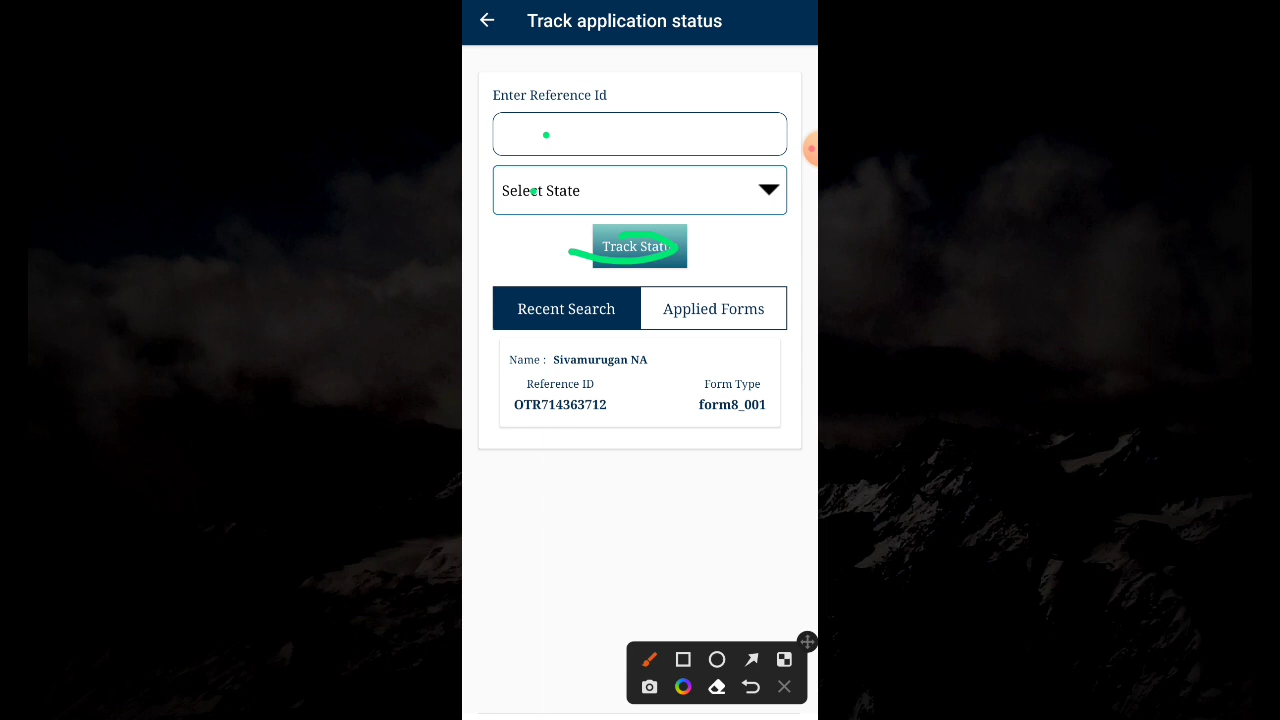 Track application status
Enter Reference Id
Select State
Track Statu
Recent Search
Applied Forms
Name : Sivamurugan NA
Reference ID
Form Type
OTR714363712
form8_001